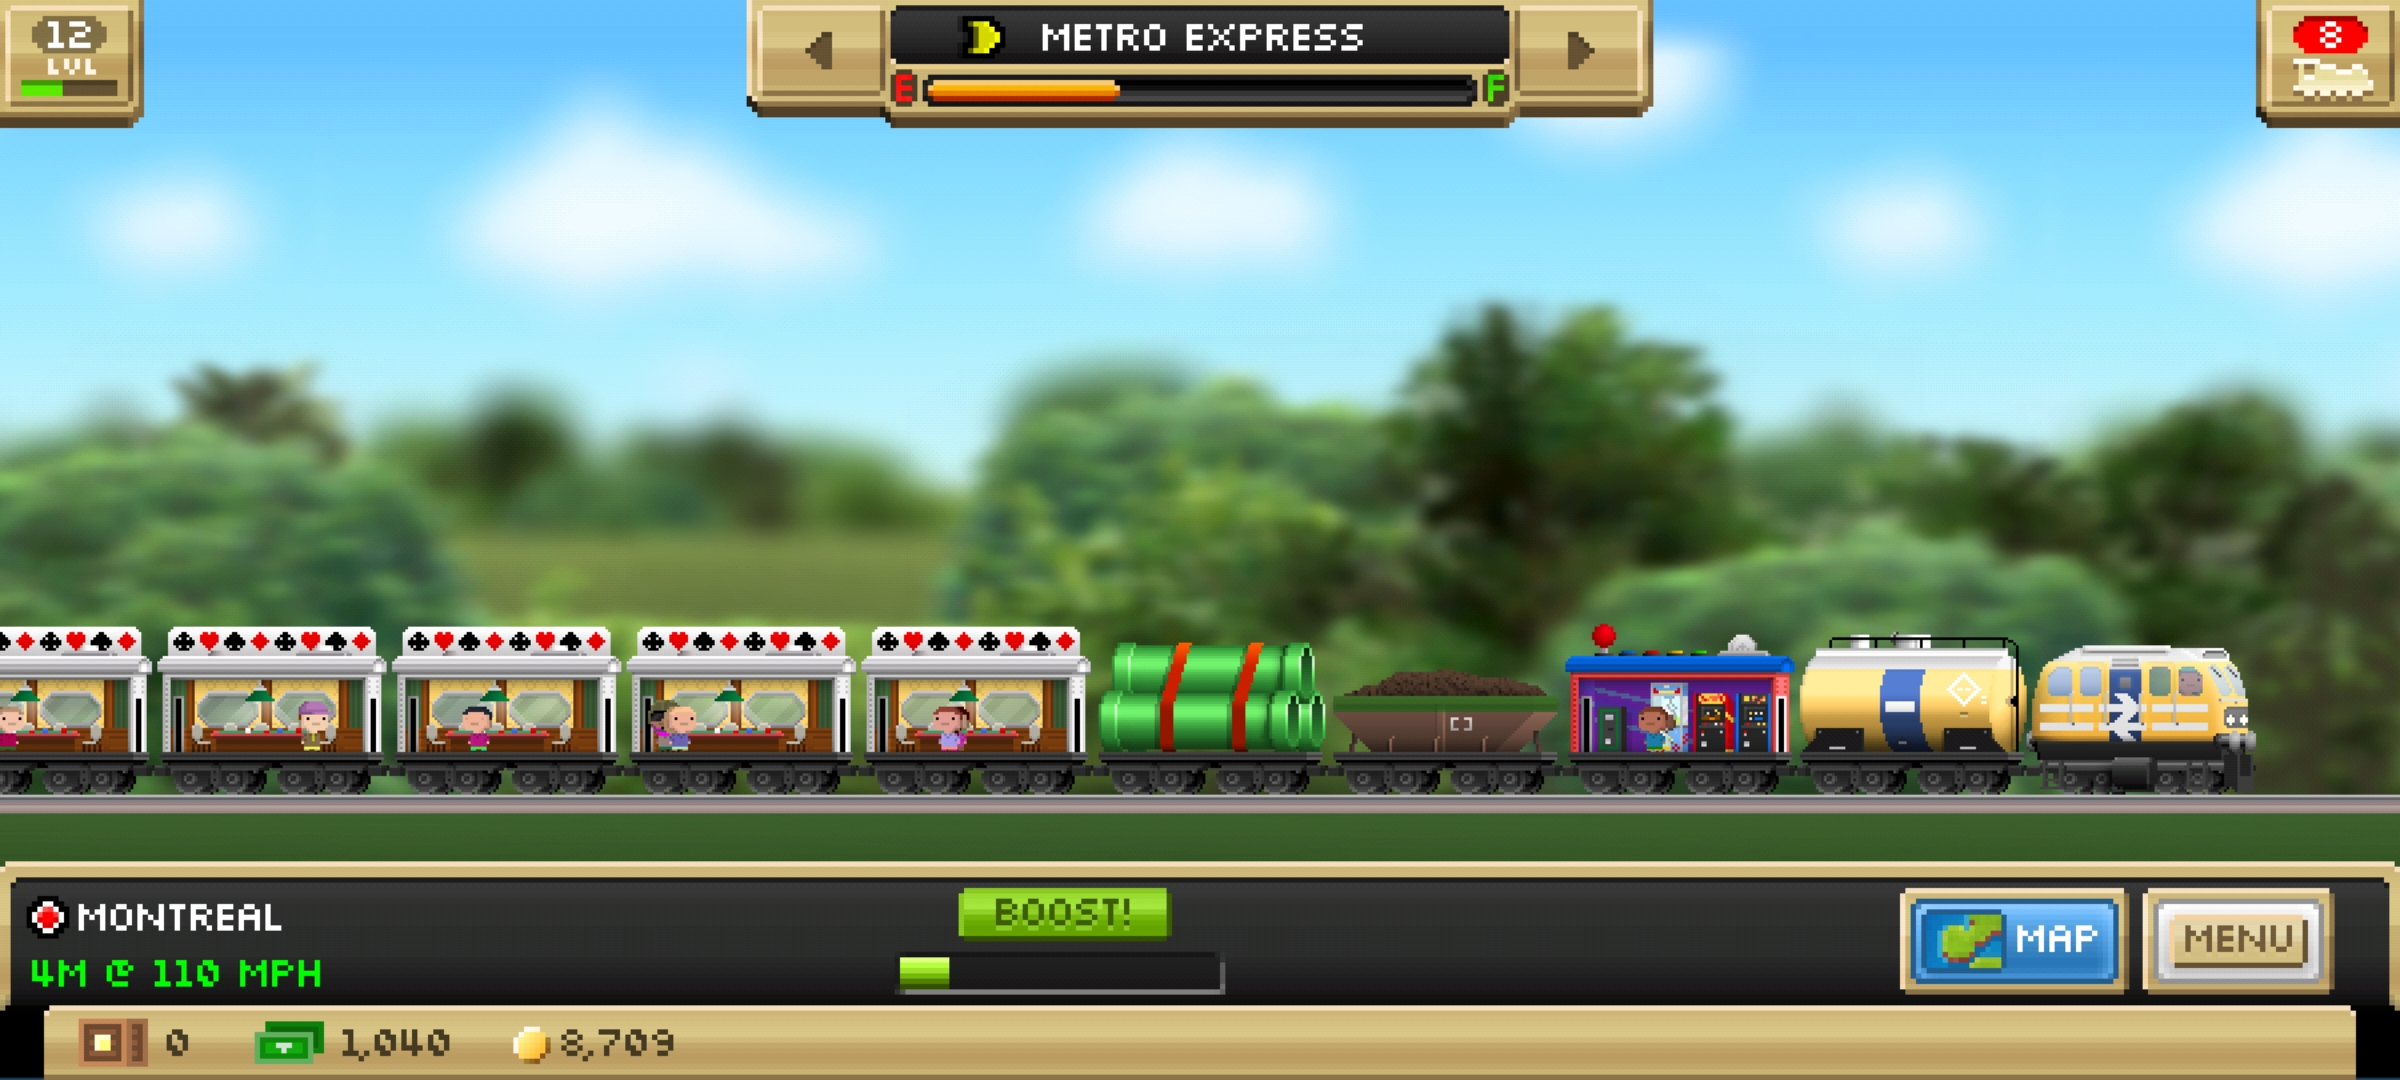 12
LVL
METRO EXPRESS
E F
8
MONTREAL
4M @ 110 MPH
BOOST!
MAP
MENU
0
1,040
8,709